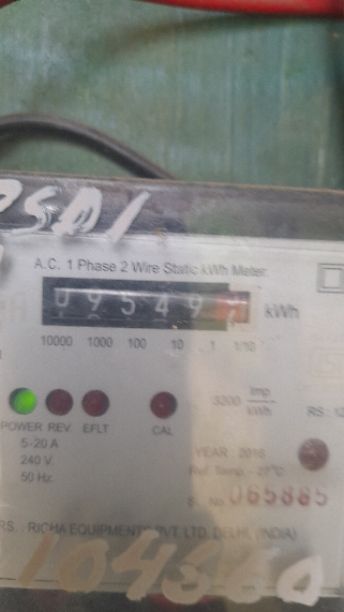 A.C. 1 Phase 2 Wire Static kWh Meter
09549 kWh
10000 1000 100 10 1 1/10
3200 Imp/kWh
POWER REV EFLT CAL
5-20 A
240 V.
50 Hz.
YEAR : 2016
Ref. Temp. - 27°C
S. No. 065885
RICHA EQUIPMENTS PVT. LTD. DELHI, (INDIA)